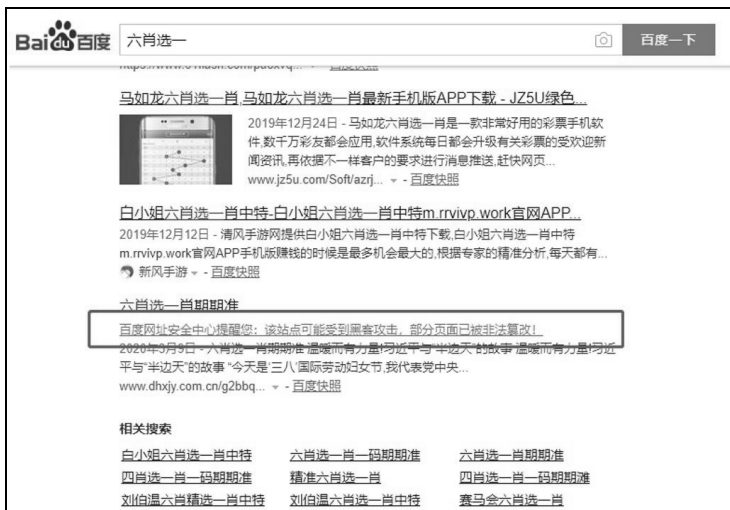 Bai du 百度 六肖选一 百度一下
百度快照
马如龙六肖选一肖,马如龙六肖选一肖最新手机版APP下载 - JZ5U绿色...
2019年12月24日 - 马如龙六肖选一肖是一款非常好用的彩票手机软
件,数千万彩友都会应用,软件系统每日都会升级有关彩票的受欢迎新
闻资讯,再依据不一样客户的要求进行消息推送,赶快网页...
www.jz5u.com/Soft/azrj... - 百度快照
白小姐六肖选一肖中特-白小姐六肖选一肖中特m.rrvivp.work官网APP...
2019年12月12日 - 清风手游网提供白小姐六肖选一肖中特下载,白小姐六肖选一肖中特
m.rrvivp.work官网APP手机版赚钱的时候是最多机会最大的,根据专家的精准分析,每天都有...
新风手游 - 百度快照
六肖选一肖期期准
百度网址安全中心提醒您：该站点可能受到黑客攻击，部分页面已被非法篡改！
2020年3月9日 - 六肖选一肖期期准 温暖而有力量!习近平与“半边天”的故事 温暖而有力量!习近
平与“半边天”的故事 “今天是‘三八’国际劳动妇女节,我代表党中央...
www.dhxjy.com.cn/g2bbq... - 百度快照
相关搜索
白小姐六肖选一肖中特 六肖选一肖一码期期准 六肖选一肖期期准
四肖选一肖一码期期准 精准六肖选一肖 四肖选一肖一码期期滩
刘伯温六肖精选一肖中特 刘伯温六肖选一肖中特 赛马会六肖选一肖